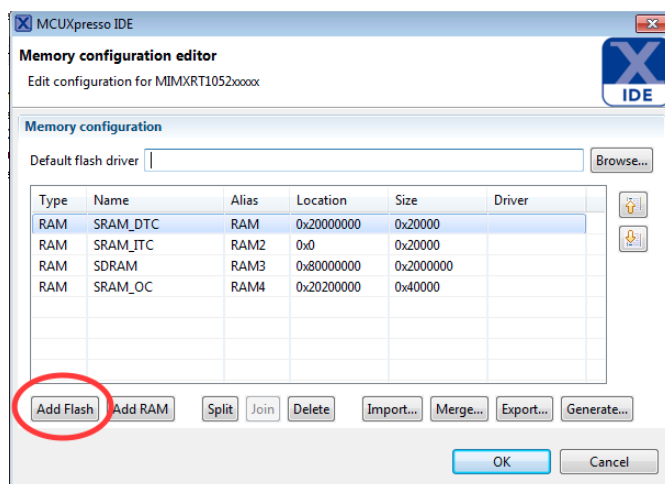 MCUXpresso IDE
Memory configuration editor
Edit configuration for MIMXRT1052xxxxx
IDE
Memory configuration
Default flash driver Browse...
Type Name Alias Location Size Driver
RAM SRAM_DTC RAM 0x20000000 0x20000
RAM SRAM_ITC RAM2 0x0 0x20000
RAM SDRAM RAM3 0x80000000 0x2000000
RAM SRAM_OC RAM4 0x20200000 0x40000
Add Flash Add RAM Split Join Delete Import... Merge... Export... Generate...
OK Cancel